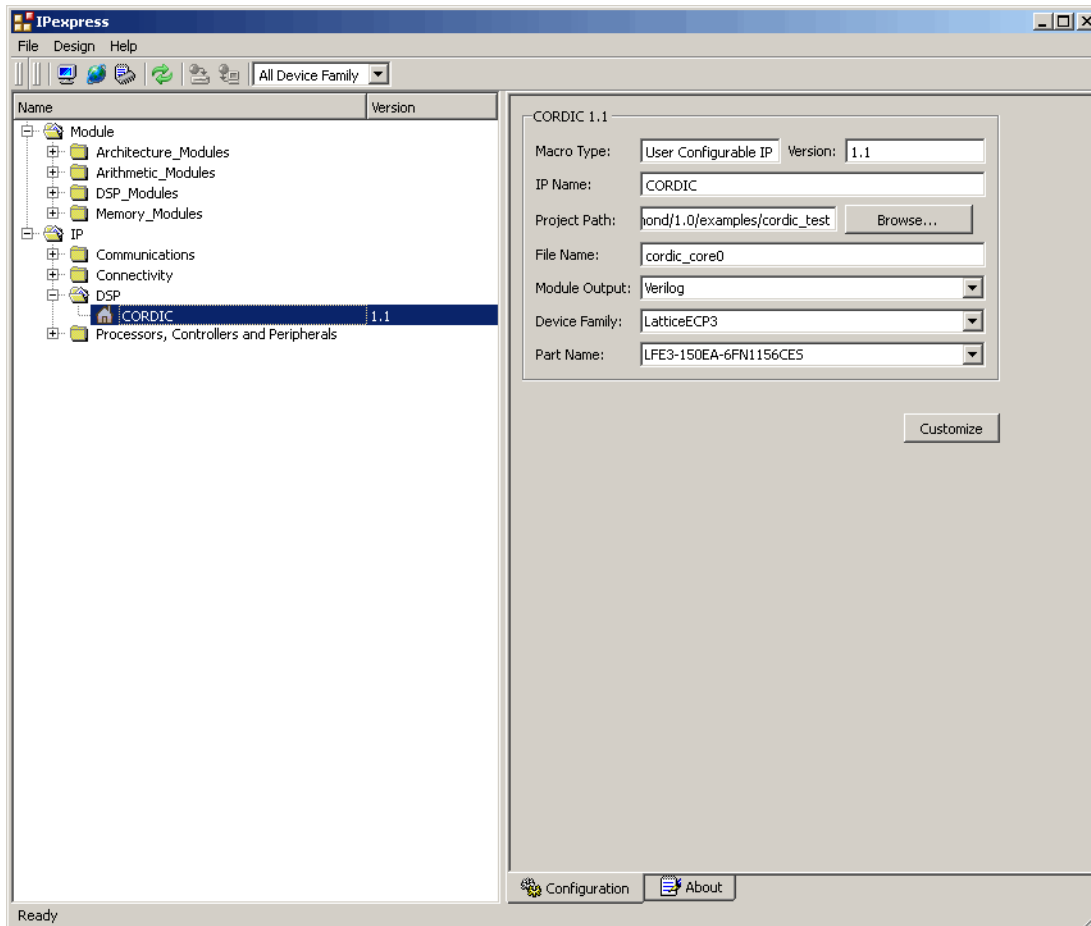 IPexpress
File Design Help
All Device Family
Name Version
Module
Architecture_Modules
Arithmetic_Modules
DSP_Modules
Memory_Modules
IP
Communications
Connectivity
DSP
CORDIC 1.1
Processors, Controllers and Peripherals
CORDIC 1.1
Macro Type: User Configurable IP Version: 1.1
IP Name: CORDIC
Project Path: mond/1.0/examples/cordic_test Browse...
File Name: cordic_core0
Module Output: Verilog
Device Family: LatticeECP3
Part Name: LFE3-150EA-6FN1156CES
Customize
Configuration About
Ready